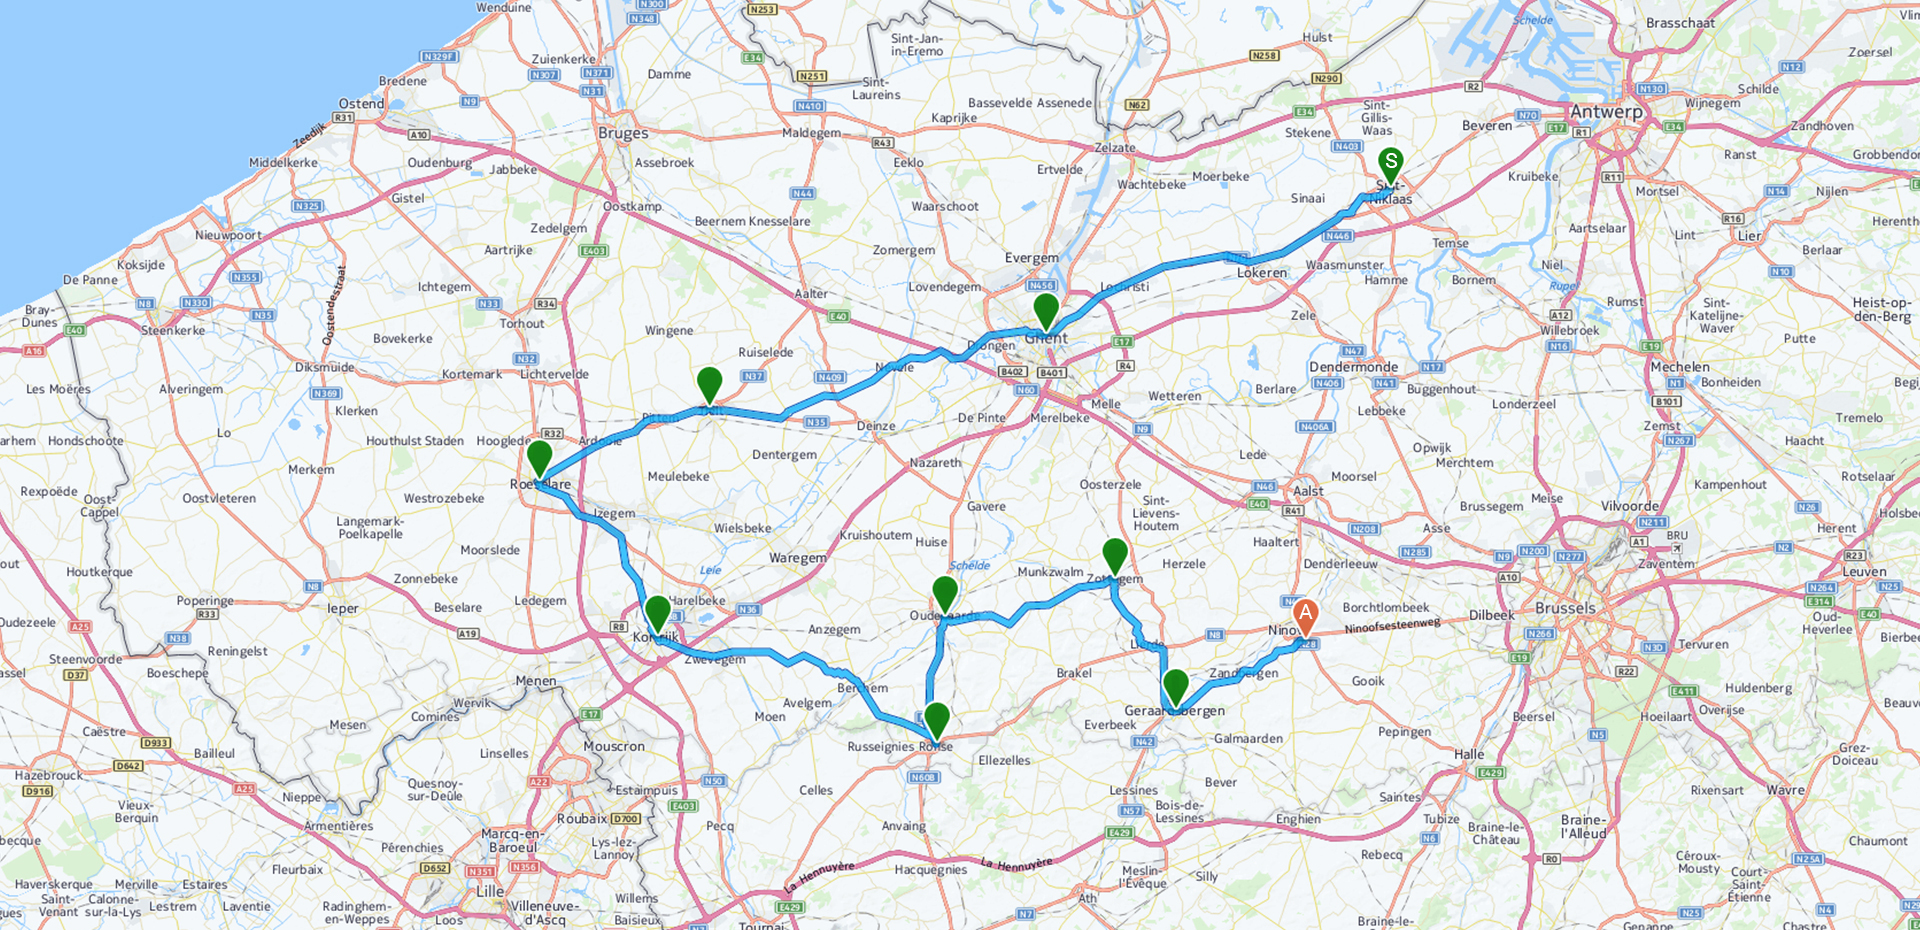 Wenduine
N300
N253
N348
Sint-Jan-
in-Eremo
Hulst
Schelde
Brasschaat
N329F
Zuienkerke
N307
N371
Damme
E34
N251
Sint-
Laureins
N258
N290
R2
Zoersel
N12
Bredene
N9
N31
N410
Bassevelde
Assenede
N62
E34
Sint-
Gillis-
Waas
N130
Schilde
Wijnegem
Ostend
R31
A10
Bruges
Maldegem
Kaprijke
R43
Stekene
Beveren
N70
E17
Antwerp
R1
E34
Zandhoven
Zeedijk
Middelkerke
Oudenburg
Jabbeke
Assebroek
Eeklo
Ertvelde
Zelzate
N403
Ranst
Grobbendor
Wachtebeke
Moerbeke
S
Kruibeke
R11
Mortsel
N14
Nijlen
N325
Gistel
N44
Oostkamp
Waarschoot
Sinaai
Sint-
Niklaas
Nieuwpoort
Zedelgem
Beernem
Knesselare
N446
Temse
Aartselaar
Lint
R16
Lier
Herenth
Koksijde
Aartrijke
E403
Zomergem
Evergem
Waasmunster
Berlaar
De Panne
N355
Ichtegem
Lovendegem
N456
Lochristi
Lokeren
Hamme
Bornem
Niel
Rupel
N10
Bray-
Dunes
N8
N330
N35
Oostendestraat
N33
R34
Aalter
Zele
Rumst
Sint-
Katelijne-
Waver
Heist-op-
den-Berg
E40
Steenkerke
Torhout
Wingene
E40
Drongen
Ghent
E17
A12
Willebroek
A16
Bovekerke
N32
Ruiselede
Nevele
N47
N16
E19
Putte
Les Moëres
Diksmuide
Kortemark
Lichtervelde
N37
N409
B402
B401
R4
Dendermonde
N17
Mechelen
Alveringem
N369
N60
Melle
Wetteren
Berlare
N406
N41
Buggenhout
N1
Bonheiden
Klerken
Pittem
N35
Deinze
De Pinte
Merelbeke
N9
N406A
Lebbeke
Londerzeel
B101
Tremelo
Hondschoote
Lo
Houthulst
Staden
Hooglede
R32
Ardooie
Zemst
N267
Haacht
Merkem
Dentergem
Nazareth
Lede
Opwijk
Merchtem
Rexpoëde
Oost-
Cappel
Oostvleteren
Westrozebeke
Roeselare
Meulebeke
Oosterzele
N46
Moorsel
Kampenhout
Rotselaar
Langemark-
Poelkapelle
Izegem
Wielsbeke
Gavere
Sint-
Lievens-
Houtem
E40
Aalst
R41
Brussegem
Meise
Vilvoorde
N211
N26
Herent
Holsbee
Moorslede
Kruishoutem
Huise
Haaltert
N208
Asse
A1
BRU
Houtkerque
Zonnebeke
Leie
Waregem
Schelde
Munkzwalm
Zottegem
Herzele
Denderleeuw
N285
N9
N200
N277
Zaventem
N2
R23
Leuven
N8
A10
Poperinge
R33
Ieper
Beselare
Ledegem
Harelbeke
N36
Oudenaarde
A
Borchtlombeek
Dilbeek
Brussels
N264
N25
E314
E40
Oudezeele
A25
N38
A19
R8
Kortrijk
Anzegem
N8
Ninove
N28
Ninoofsesteenweg
N266
Oud-
Heverlee
Reningelst
Zwevegem
Lierde
Tervuren
N3D
Steenvoorde
D37
Boeschepe
Menen
Berchem
Brakel
Zandbergen
Gooik
E19
R22
Wervik
Comines
Avelgem
E411
Huldenberg
Mesen
E17
Moen
Geraardsbergen
Everbeek
Beersel
Hoeilaart
Overijse
Caëstre
D933
Bailleul
Linselles
Mouscron
Russeignies
Ronse
N42
Galmaarden
Pepingen
N5
Halle
Grez-
Doiceau
Hazebrouck
D642
Ellezelles
D916
A25
Nieppe
Quesnoy-
sur-Deûle
A22
Estaimpuis
N50
N60B
Celles
Lessines
Bever
E429
Vieux-
Berquin
Armentières
Roubaix
D700
E403
N57
Bois-de-
Lessines
Saintes
Rixensart
Wavre
Pérenchies
Marcq-en-
Barœul
Lys-lez-
Lannoy
Pecq
Anvaing
E429
Enghien
Tubize
N6
Braine-le-
Château
Braine-
l'Alleud
Fleurbaix
D652
N351
N356
La Hennuyère
La Hennuyère
Hacquegnies
Meslin-
l'Évêque
Silly
Rebecq
R0
Céroux-
Mousty
N25A
Chaumont
Haverskerque
Merville
Estaires
Lille
Willems
Ath
Court-
Saint-
Étienne
Sint-
Venant
Calonne-
sur-la-Lys
Lestrem
Laventie
Radinghem-
en-Weppes
Loos
Villeneuve-
d'Ascq
Baisieux
E429
N7
Tournai
Braine-le-
Genappe
N25
N4
Chastre